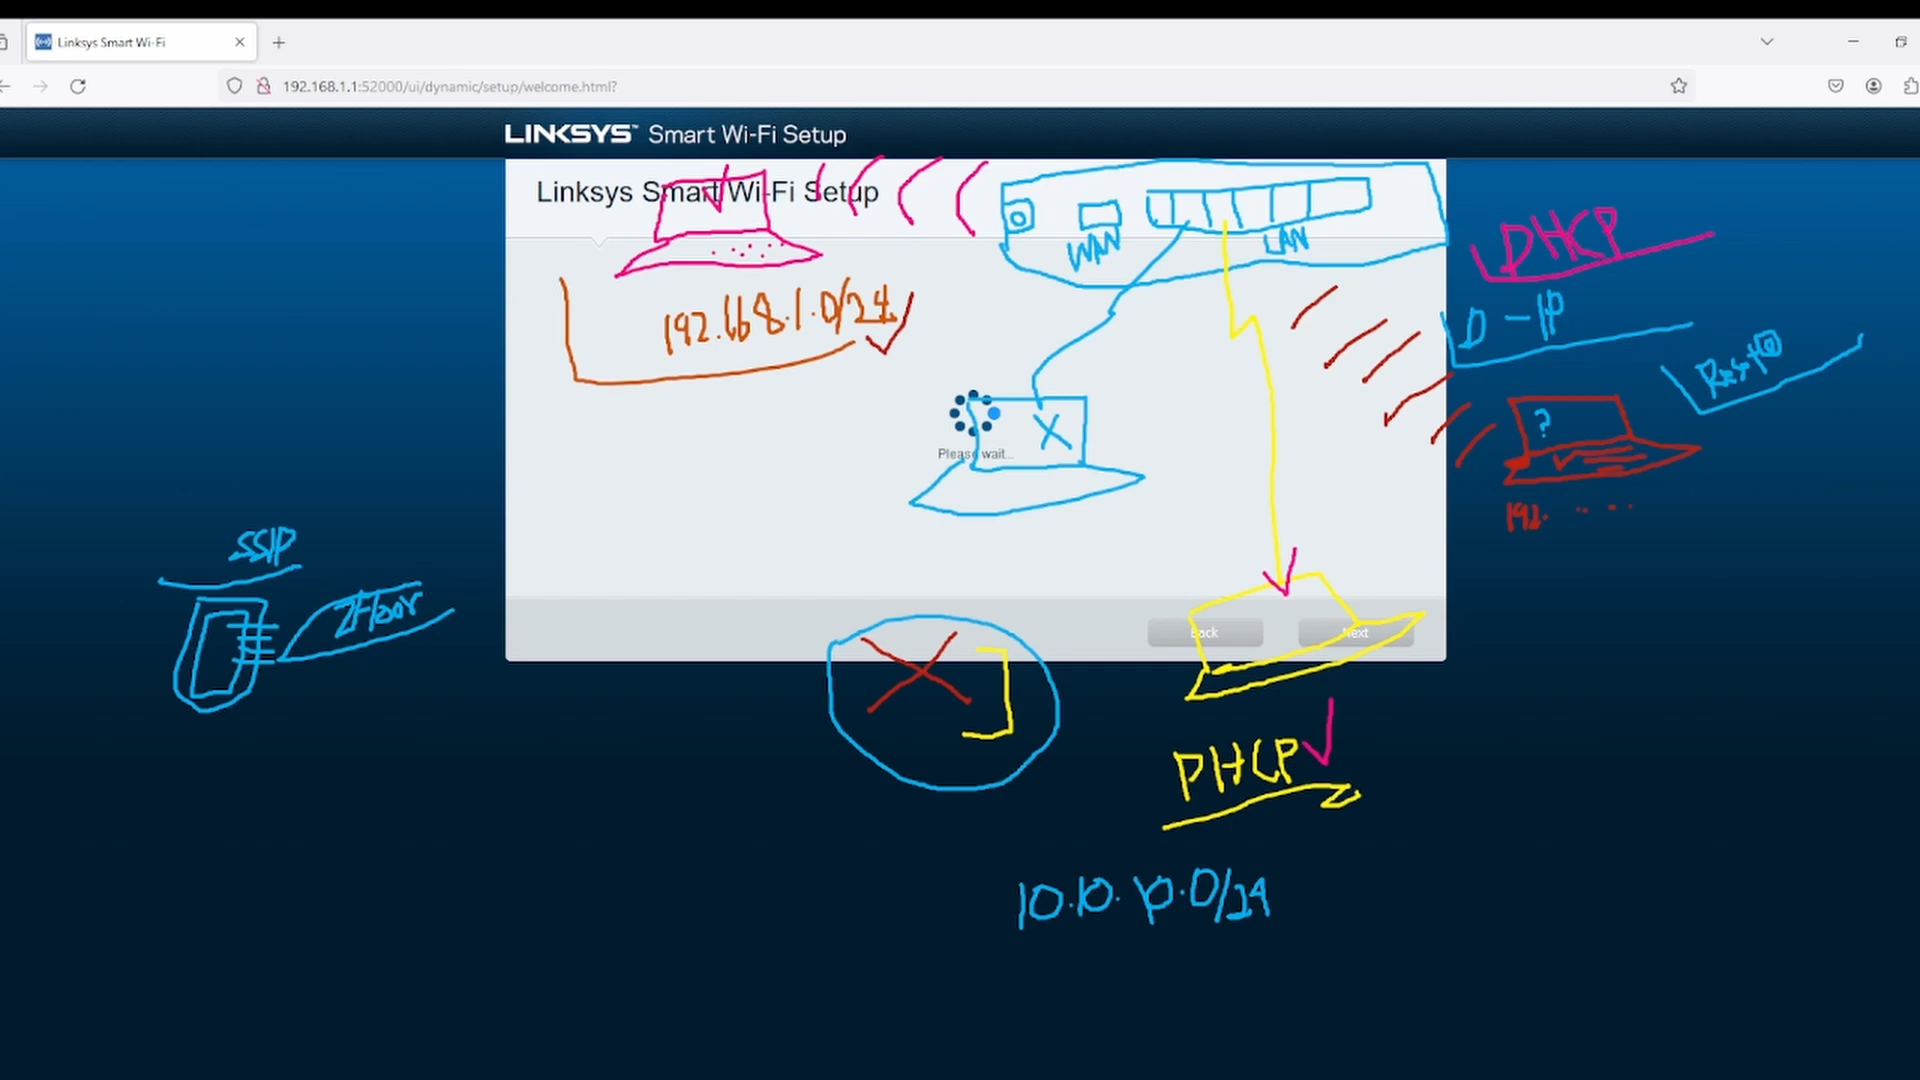 Linksys Smart Wi-Fi
192.168.1.1:52000/ui/dynamic/setup/welcome.html?
LINKSYS™ Smart Wi-Fi Setup
Linksys Smart Wi-Fi Setup
WAN
LAN
DHCP
192.168.1.0/24
D-IP
Reset
Please wait...
?
192. .. . .
SSIP
2Floor
Back
Next
DHCP
10.10.10.0/24